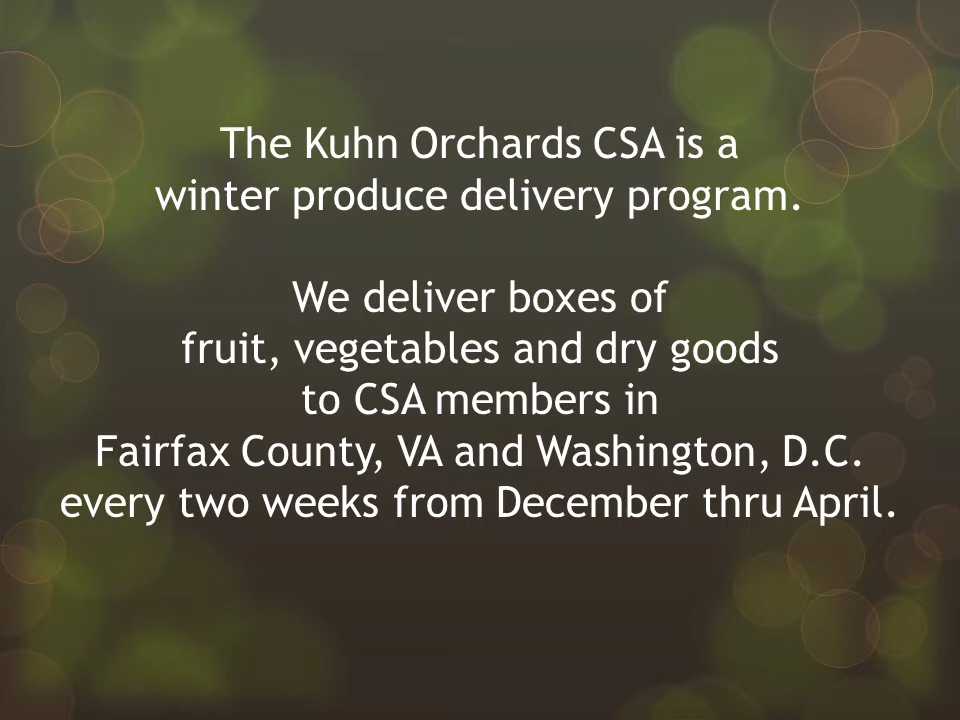 The Kuhn Orchards CSA is a
winter produce delivery program.
We deliver boxes of
fruit, vegetables and dry goods
to CSA members in
Fairfax County, VA and Washington, D.C.
every two weeks from December thru April.